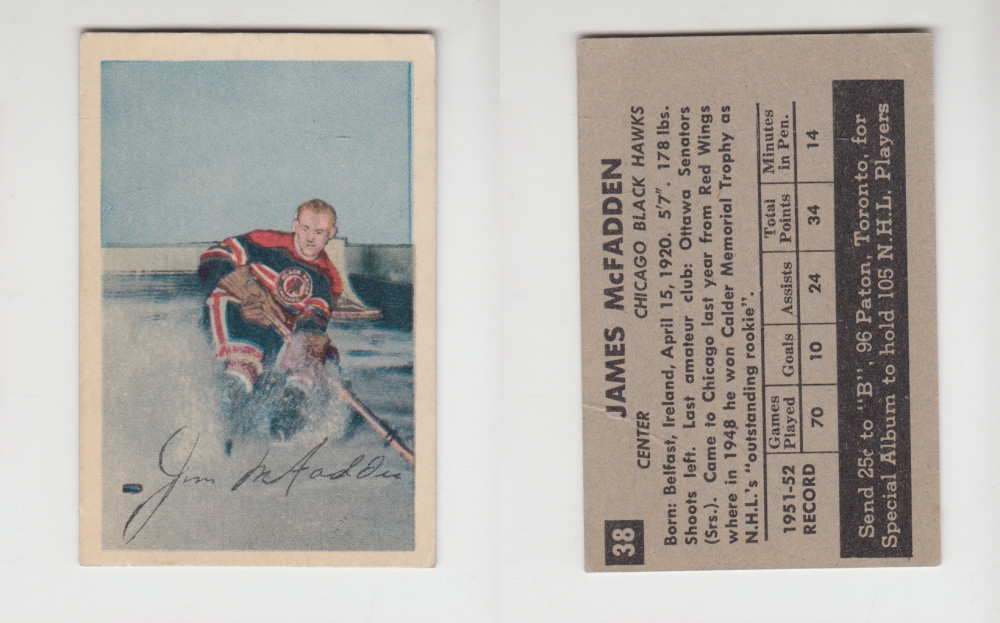 Jim McFadden
38
JAMES McFADDEN
CENTER CHICAGO BLACK HAWKS
Born: Belfast, Ireland, April 15, 1920. 5'7". 178 lbs.
Shoots left. Last amateur club: Ottawa Senators
(Srs.). Came to Chicago last year from Red Wings
where in 1948 he won Calder Memorial Trophy as
N.H.L.'s "outstanding rookie".
1951-52 RECORD
Games Played Goals Assists Total Points Minutes in Pen.
70 10 24 34 14
Send 25c to "B", 96 Paton, Toronto, for
Special Album to hold 105 N.H.L. Players